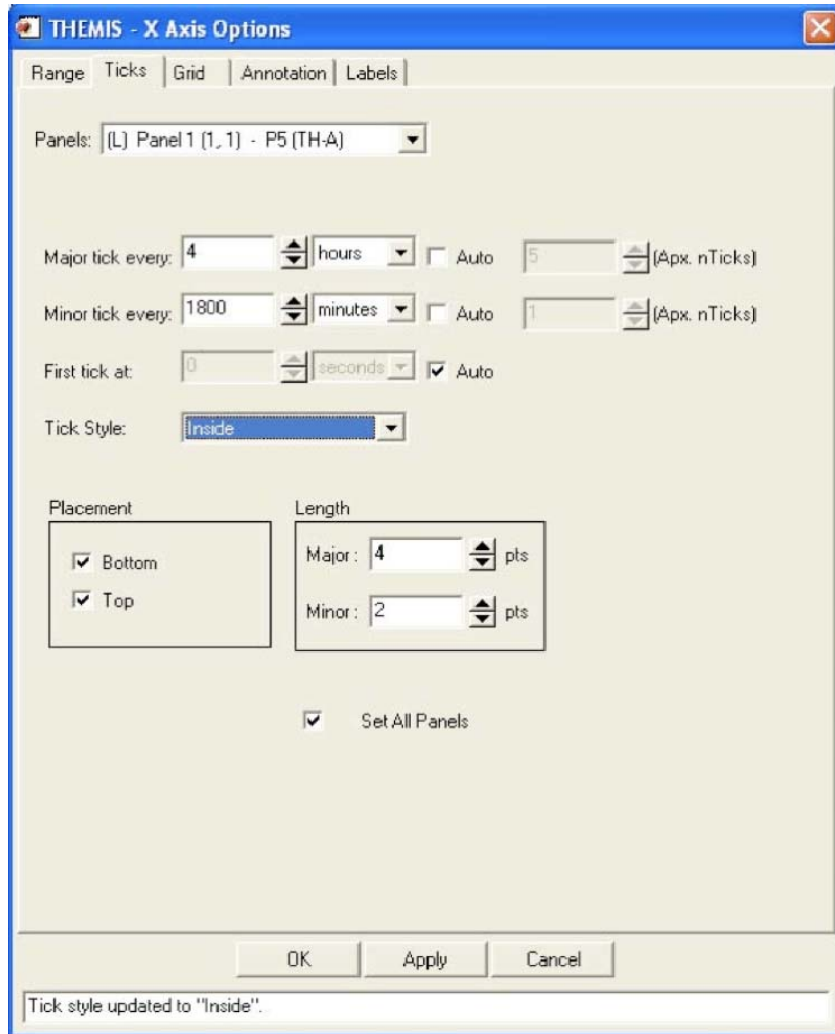 THEMIS - X Axis Options
Range Ticks Grid Annotation Labels
Panels: (L) Panel 1 (1, 1) - P5 (TH-A)
Major tick every: 4 hours Auto 5 (Apx. nTicks)
Minor tick every: 1800 minutes Auto 1 (Apx. nTicks)
First tick at: 0 seconds Auto
Tick Style: Inside
Placement Length
Bottom Major : 4 pts
Top Minor : 2 pts
Set All Panels
OK Apply Cancel
Tick style updated to "Inside".